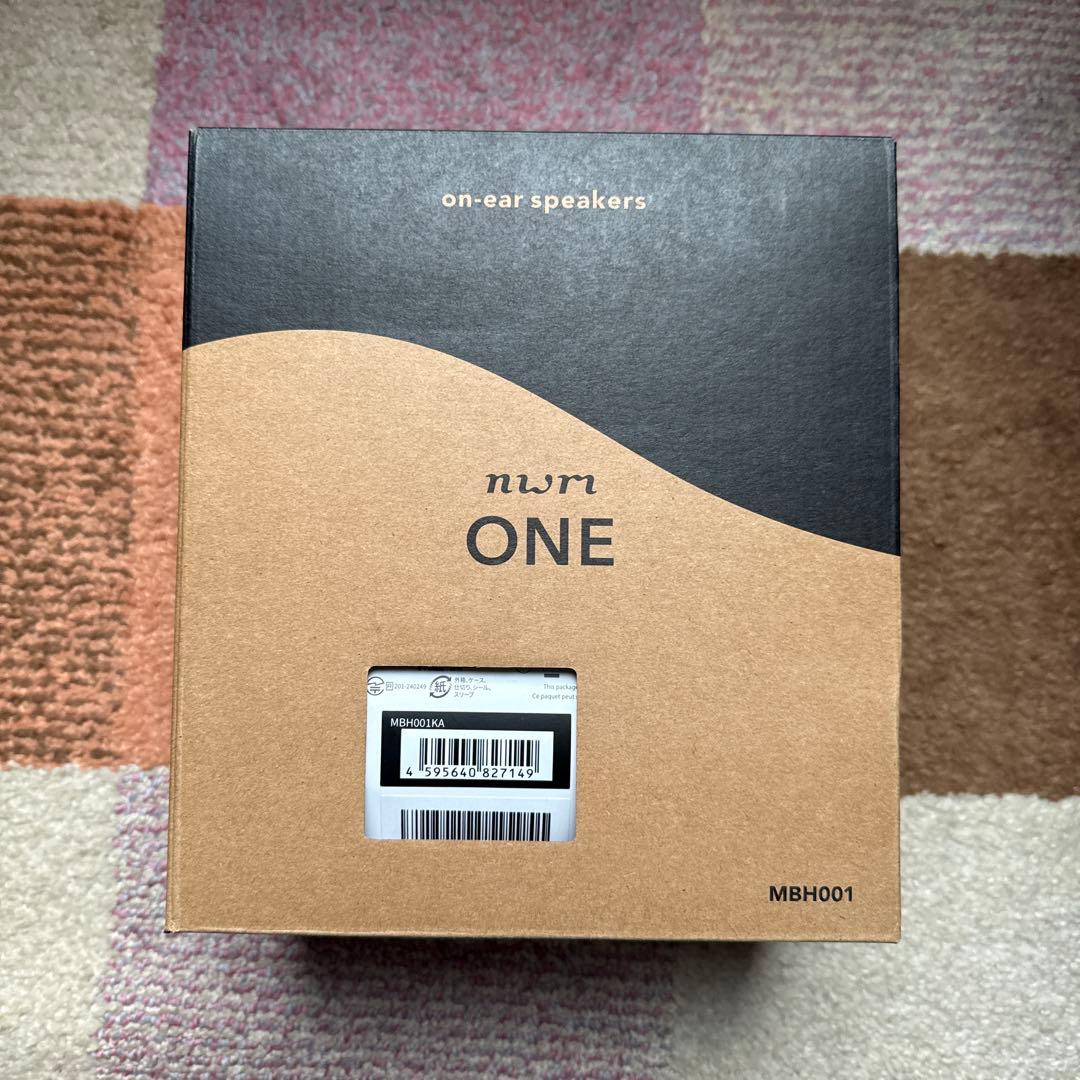 on-ear speakers
nwm
ONE
201-240249
紙
外箱、ケース、
仕切り、シール、
スリーブ
This package
Ce paquet peut
MBH001KA
4 595640 827149
MBH001